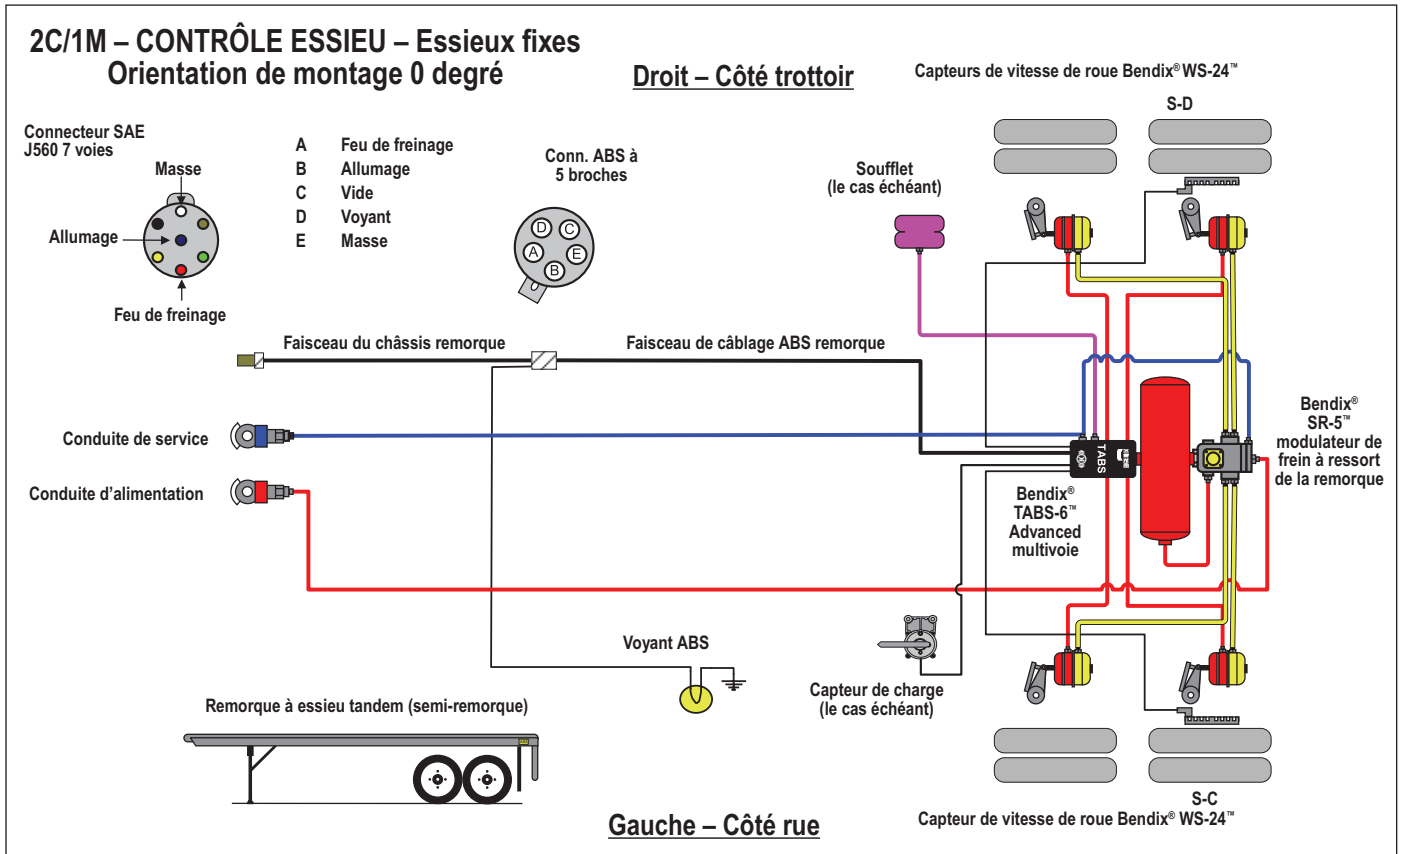 2C/1M – CONTRÔLE ESSIEU – Essieux fixes
Orientation de montage 0 degré
Droit – Côté trottoir
Capteurs de vitesse de roue Bendix® WS-24™
S-D
Connecteur SAE
J560 7 voies
Masse
Allumage
Feu de freinage
A Feu de freinage
B Allumage
C Vide
D Voyant
E Masse
Conn. ABS à
5 broches
D
C
A
E
B
Soufflet
(le cas échéant)
Faisceau du châssis remorque
Faisceau de câblage ABS remorque
Conduite de service
Conduite d’alimentation
TABS
Bendix®
TABS-6™
Advanced
multivoie
Bendix®
SR-5™
modulateur de
frein à ressort
de la remorque
Voyant ABS
Capteur de charge
(le cas échéant)
Remorque à essieu tandem (semi-remorque)
S-C
Capteur de vitesse de roue Bendix® WS-24™
Gauche – Côté rue